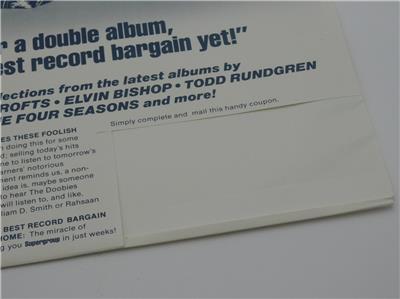 r a double album,
est record bargain yet!"
lections from the latest albums by
ROFTS • ELVIN BISHOP • TODD RUNDGREN
E FOUR SEASONS and more!
Simply complete and mail this handy coupon.
ES THESE FOOLISH
n doing this for some
d; selling today's hits
me to listen to tomorrow's
arners' notorious
ment reminds us, a non-
idea is, maybe someone
to hear The Doobies
will listen to, and like,
liam D. Smith or Rahsaan
BEST RECORD BARGAIN
HOME: The miracle of
g you Supergroup in just weeks!